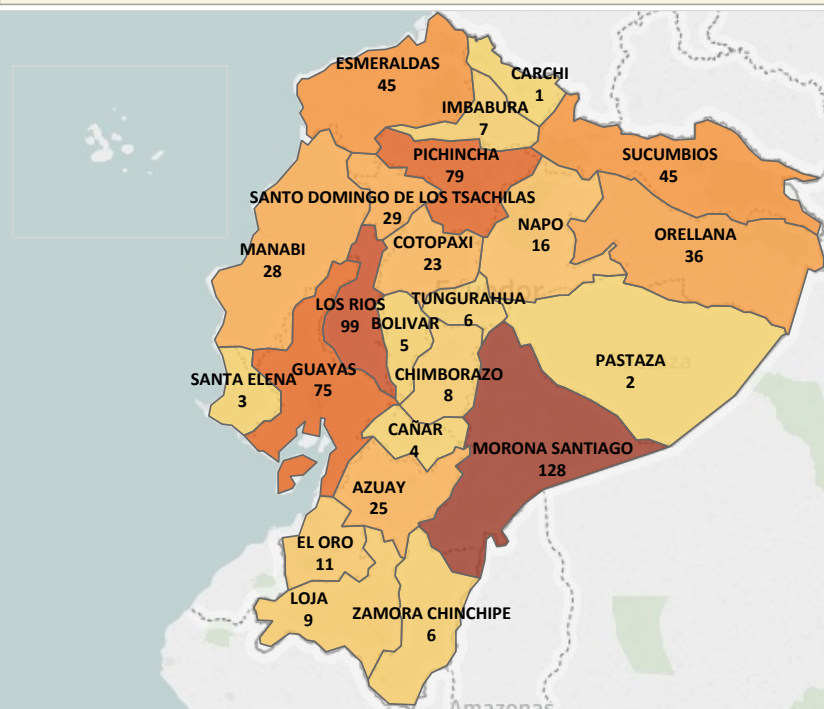 ESMERALDAS
45
CARCHI
1
IMBABURA
7
PICHINCHA
79
SUCUMBIOS
45
SANTO DOMINGO DE LOS TSACHILAS
29
NAPO
16
ORELLANA
36
MANABI
28
COTOPAXI
23
Ecuador
TUNGURAHUA
6
LOS RIOS
99
BOLIVAR
5
PASTAZA
2
SANTA ELENA
3
GUAYAS
75
CHIMBORAZO
8
CAÑAR
4
MORONA SANTIAGO
128
AZUAY
25
EL ORO
11
LOJA
9
ZAMORA CHINCHIPE
6
Amazonas